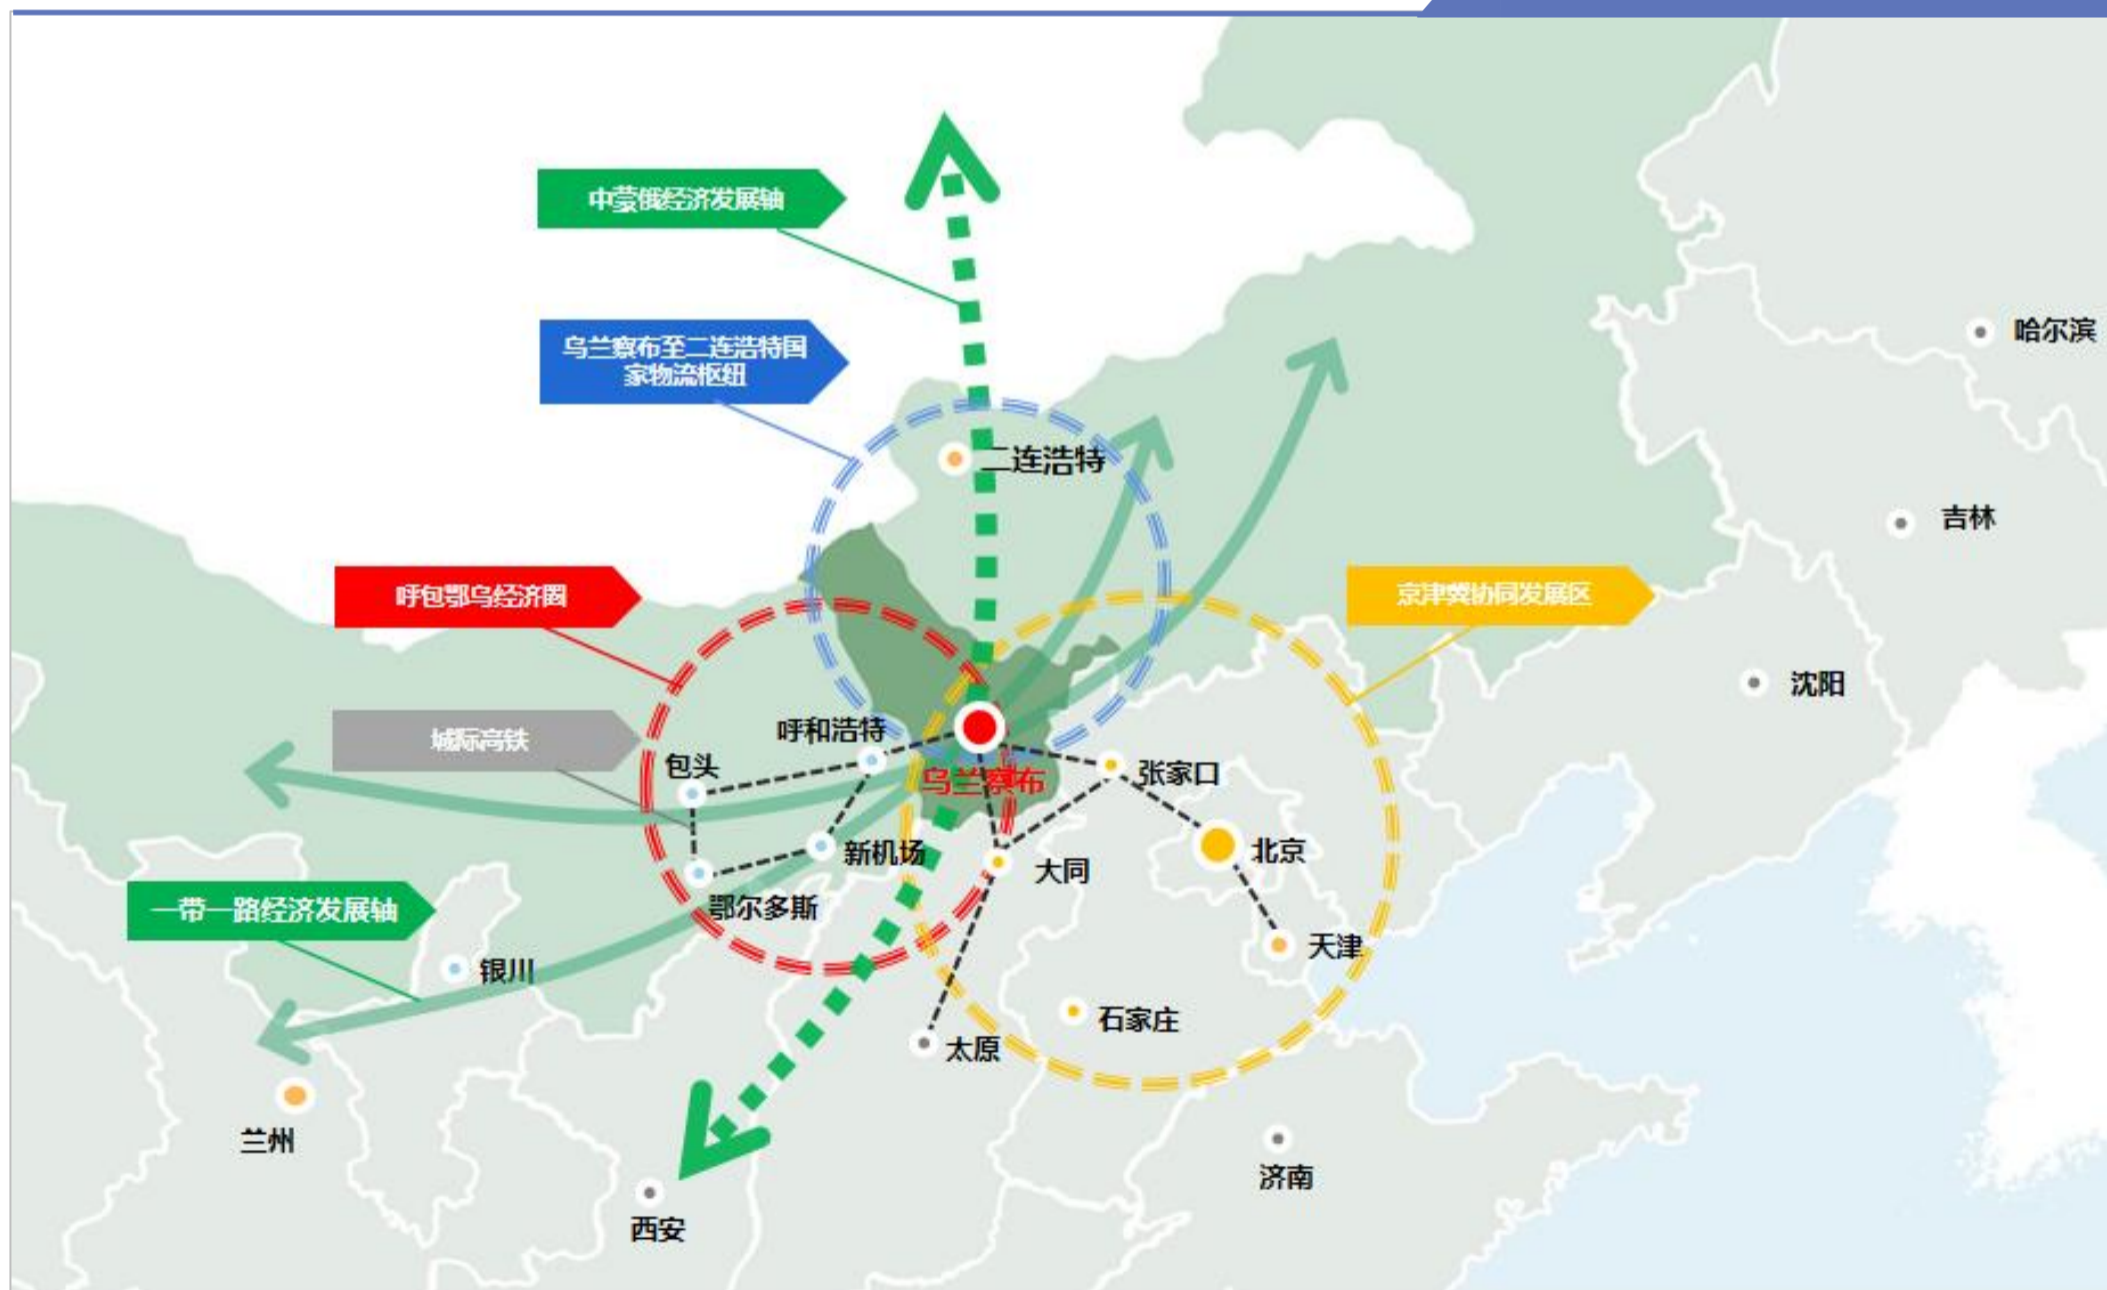 中蒙俄经济发展轴
哈尔滨
乌兰察布至二连浩特国
家物流枢纽
二连浩特
吉林
呼包鄂乌经济圈
京津冀协同发展区
沈阳
城际高铁
呼和浩特
包头
乌兰察布
张家口
新机场
大同
北京
鄂尔多斯
一带一路经济发展轴
天津
银川
石家庄
太原
兰州
济南
西安